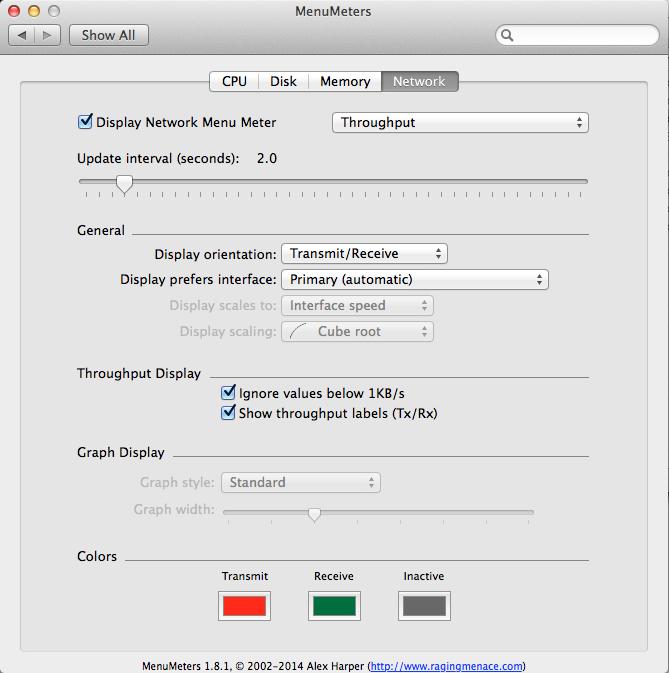 MenuMeters
Show All
CPU Disk Memory Network
Display Network Menu Meter Throughput
Update interval (seconds): 2.0
General
Display orientation: Transmit/Receive
Display prefers interface: Primary (automatic)
Display scales to: Interface speed
Display scaling: Cube root
Throughput Display
Ignore values below 1KB/s
Show throughput labels (Tx/Rx)
Graph Display
Graph style: Standard
Graph width:
Colors
Transmit Receive Inactive
MenuMeters 1.8.1, © 2002-2014 Alex Harper (http://www.ragingmenace.com)